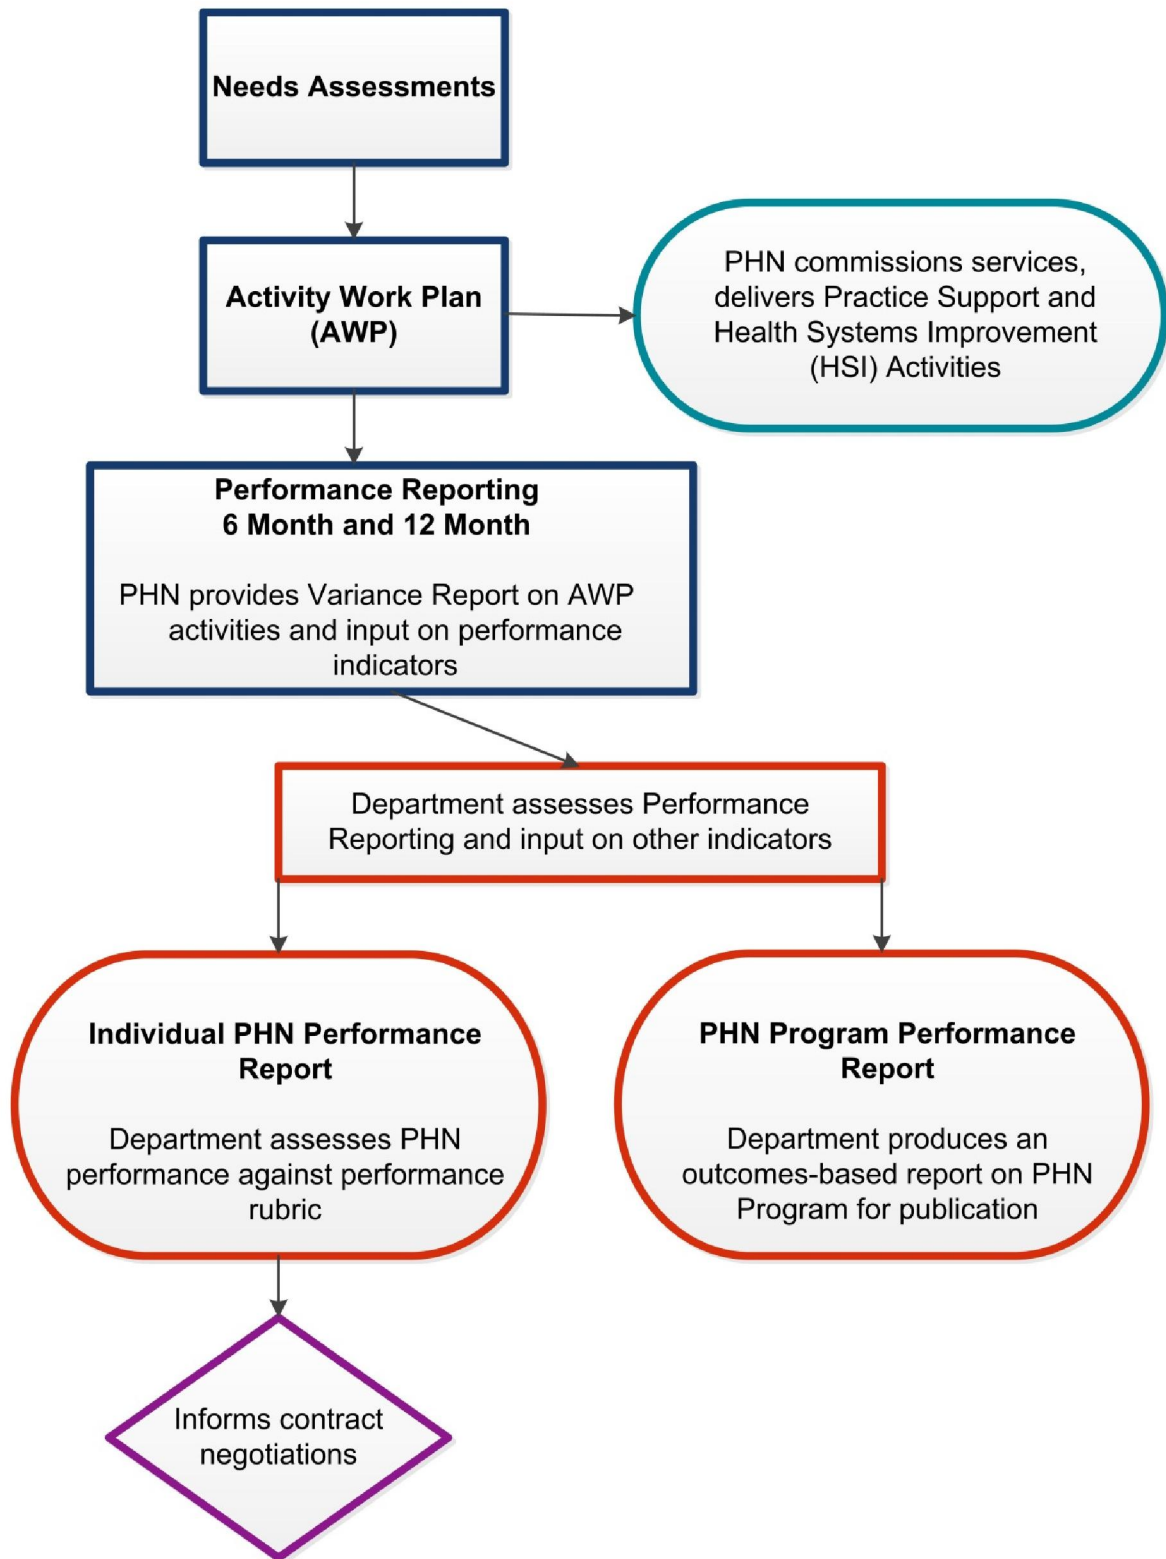 Needs Assessments
Activity Work Plan
(AWP)
PHN commissions services,
delivers Practice Support and
Health Systems Improvement
(HSI) Activities
Performance Reporting
6 Month and 12 Month
PHN provides Variance Report on AWP
activities and input on performance
indicators
Department assesses Performance
Reporting and input on other indicators
Individual PHN Performance
Report
Department assesses PHN
performance against performance
rubric
PHN Program Performance
Report
Department produces an
outcomes-based report on PHN
Program for publication
Informs contract
negotiations